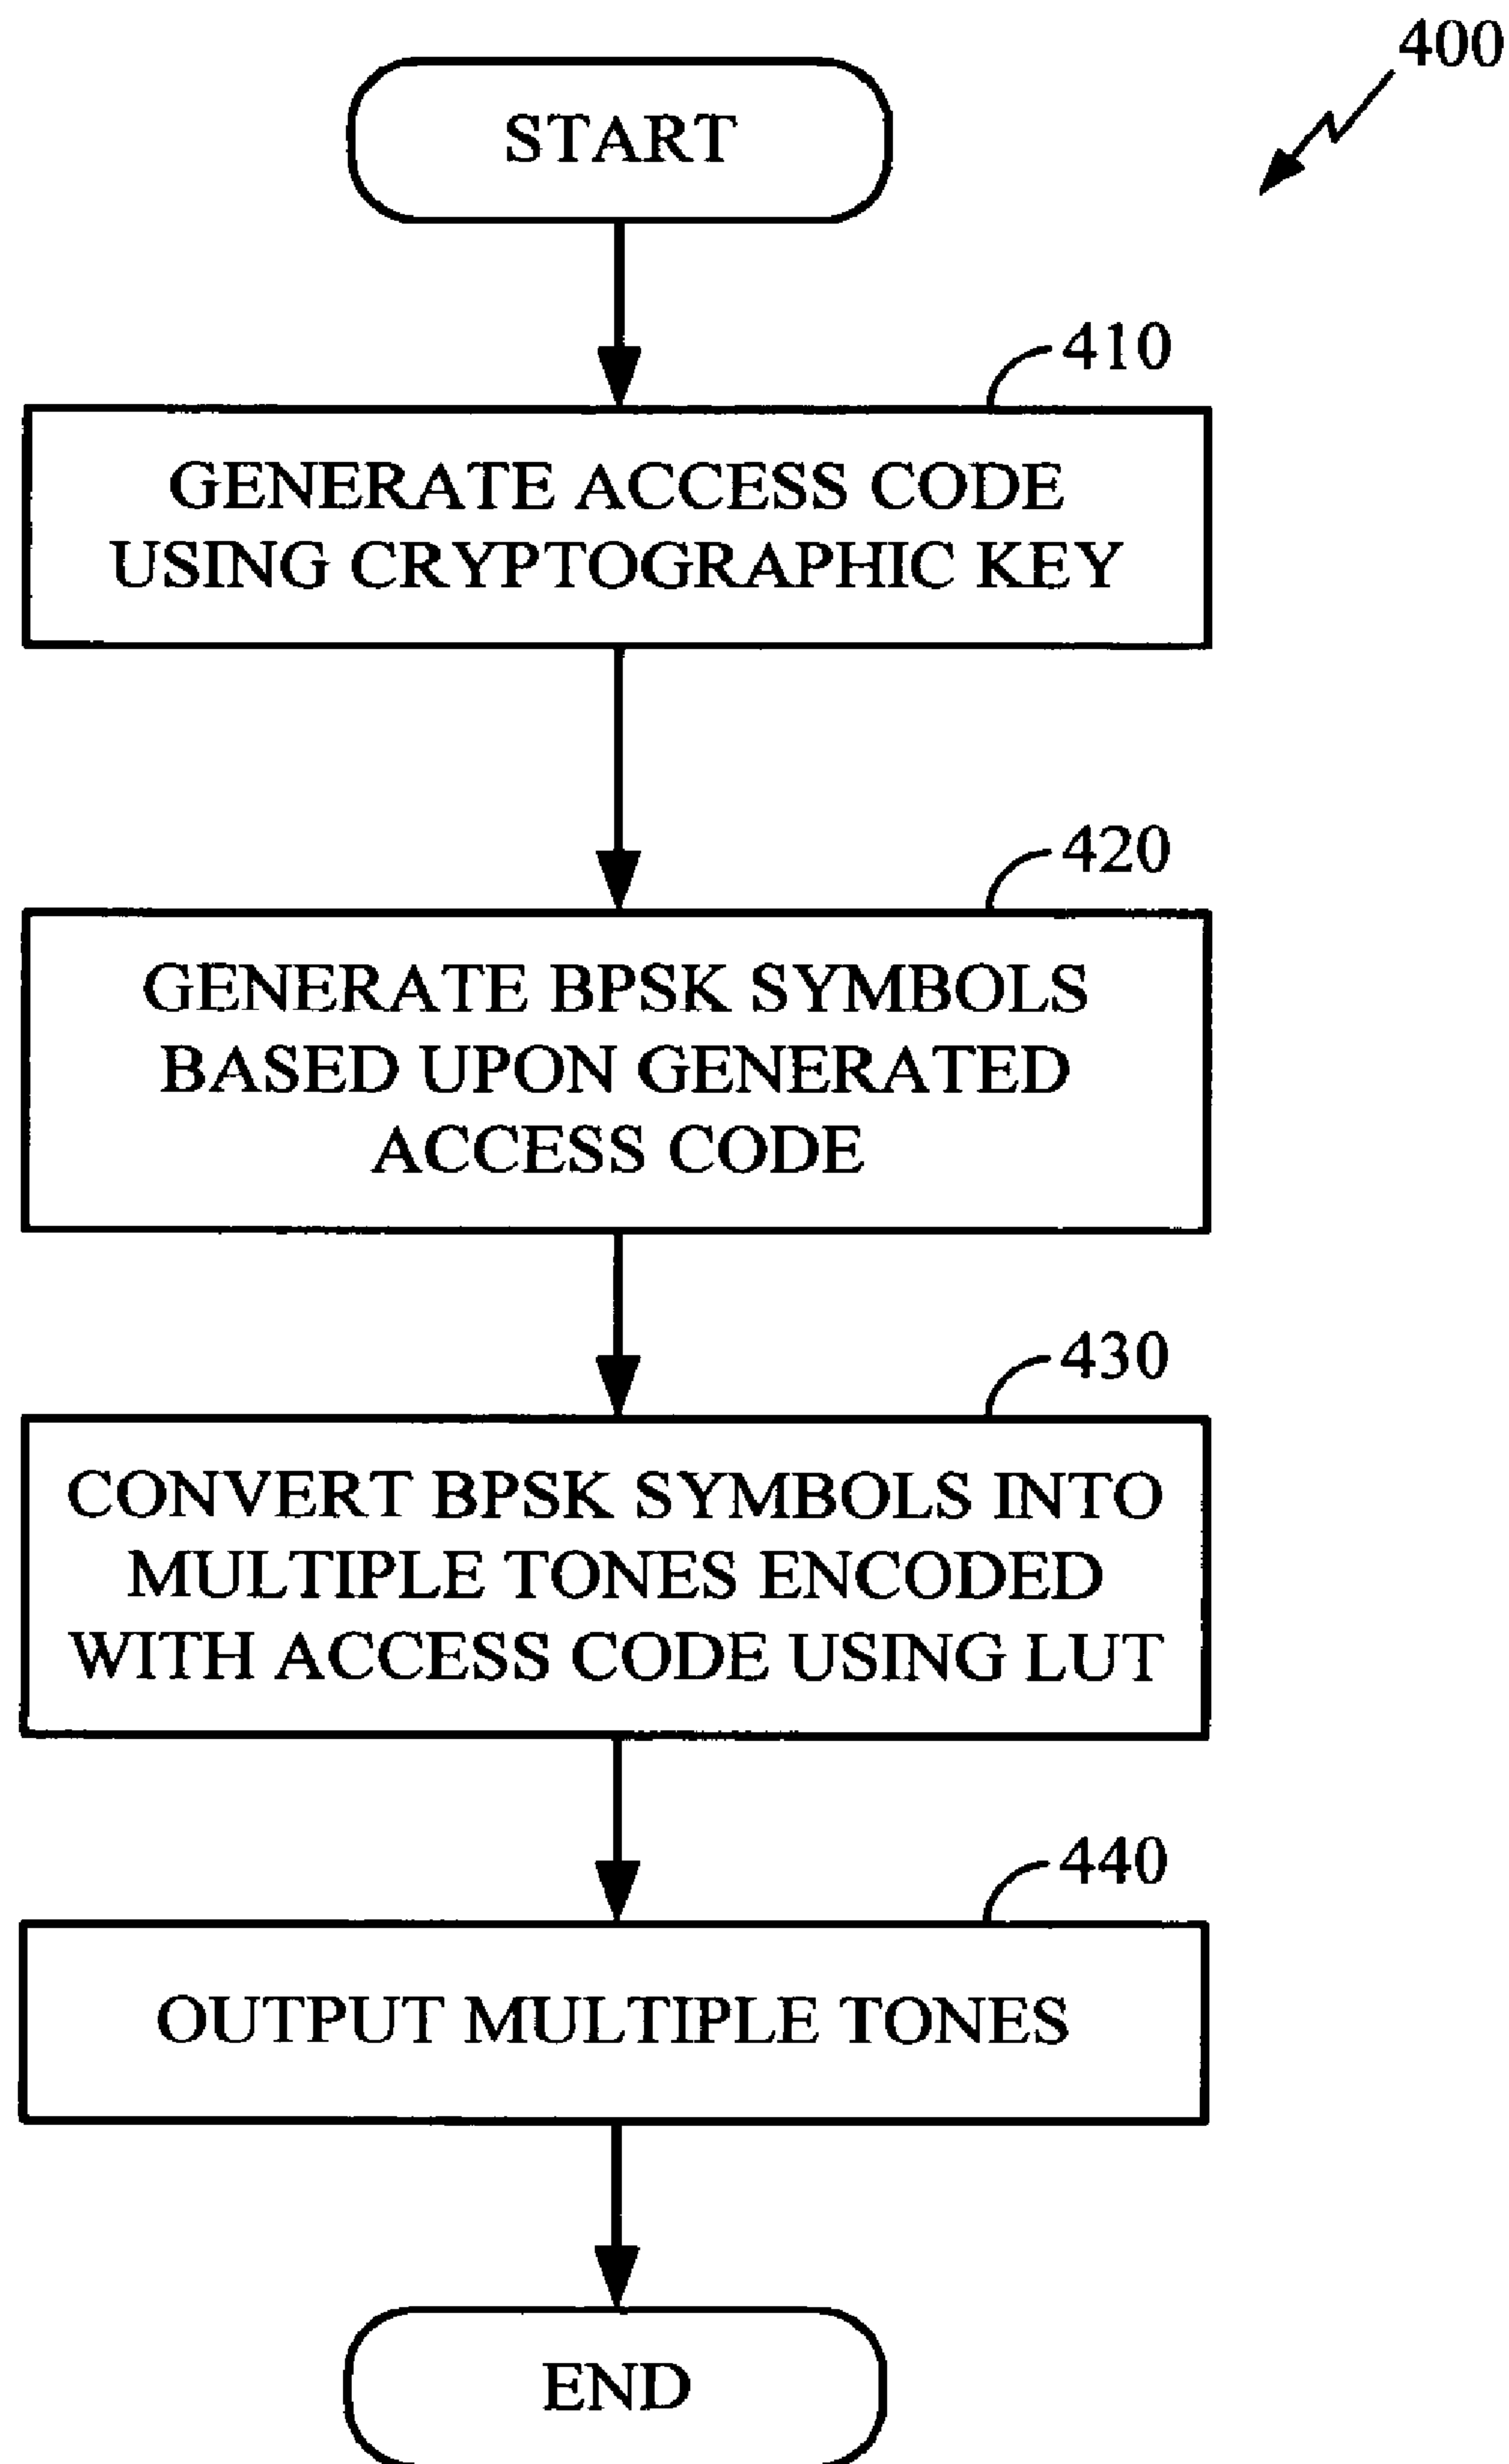 400
START
410
GENERATE ACCESS CODE
USING CRYPTOGRAPHIC KEY
420
GENERATE BPSK SYMBOLS
BASED UPON GENERATED
ACCESS CODE
430
CONVERT BPSK SYMBOLS INTO
MULTIPLE TONES ENCODED
WITH ACCESS CODE USING LUT
440
OUTPUT MULTIPLE TONES
END